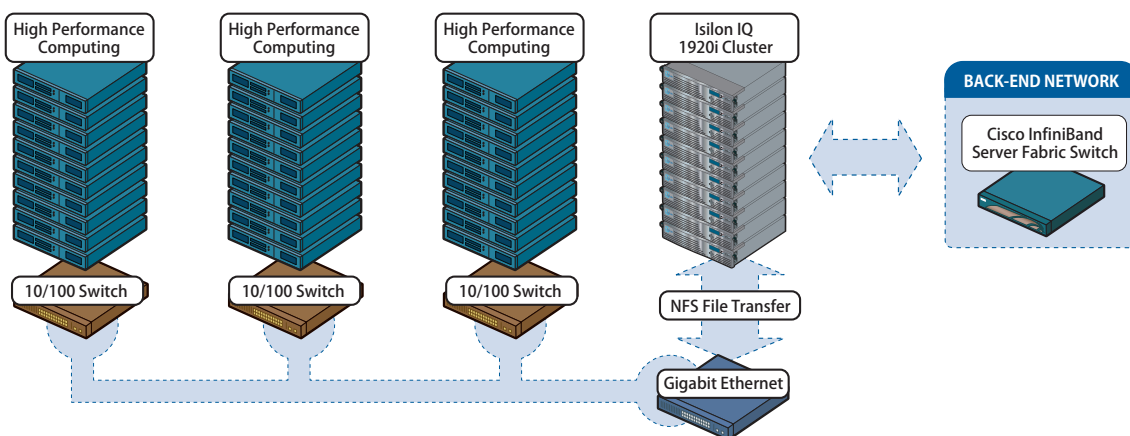 High Performance
Computing
High Performance
Computing
High Performance
Computing
Isilon IQ
1920i Cluster
BACK-END NETWORK
Cisco InfiniBand
Server Fabric Switch
10/100 Switch
10/100 Switch
10/100 Switch
NFS File Transfer
Gigabit Ethernet